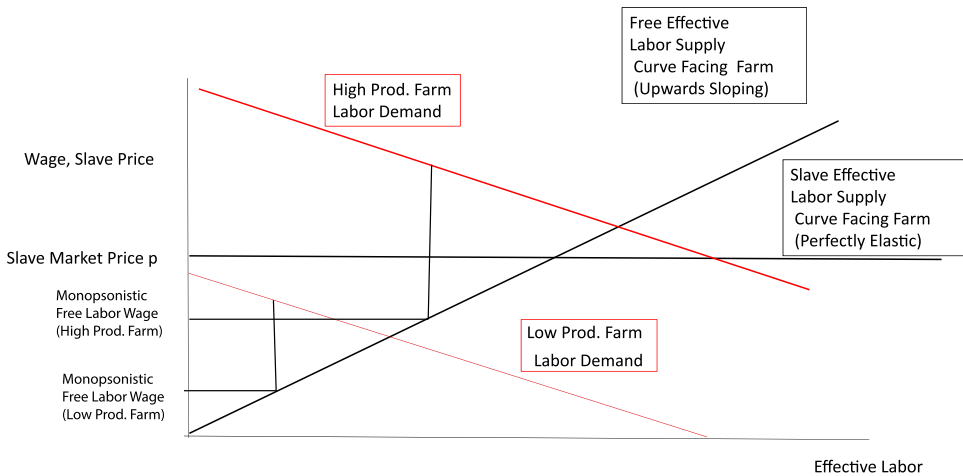 Free Effective
Labor Supply
Curve Facing Farm
(Upwards Sloping)
High Prod. Farm
Labor Demand
Wage, Slave Price
Slave Effective
Labor Supply
Curve Facing Farm
(Perfectly Elastic)
Slave Market Price p
Monopsonistic
Free Labor Wage
(High Prod. Farm)
Low Prod. Farm
Labor Demand
Monopsonistic
Free Labor Wage
(Low Prod. Farm)
Effective Labor